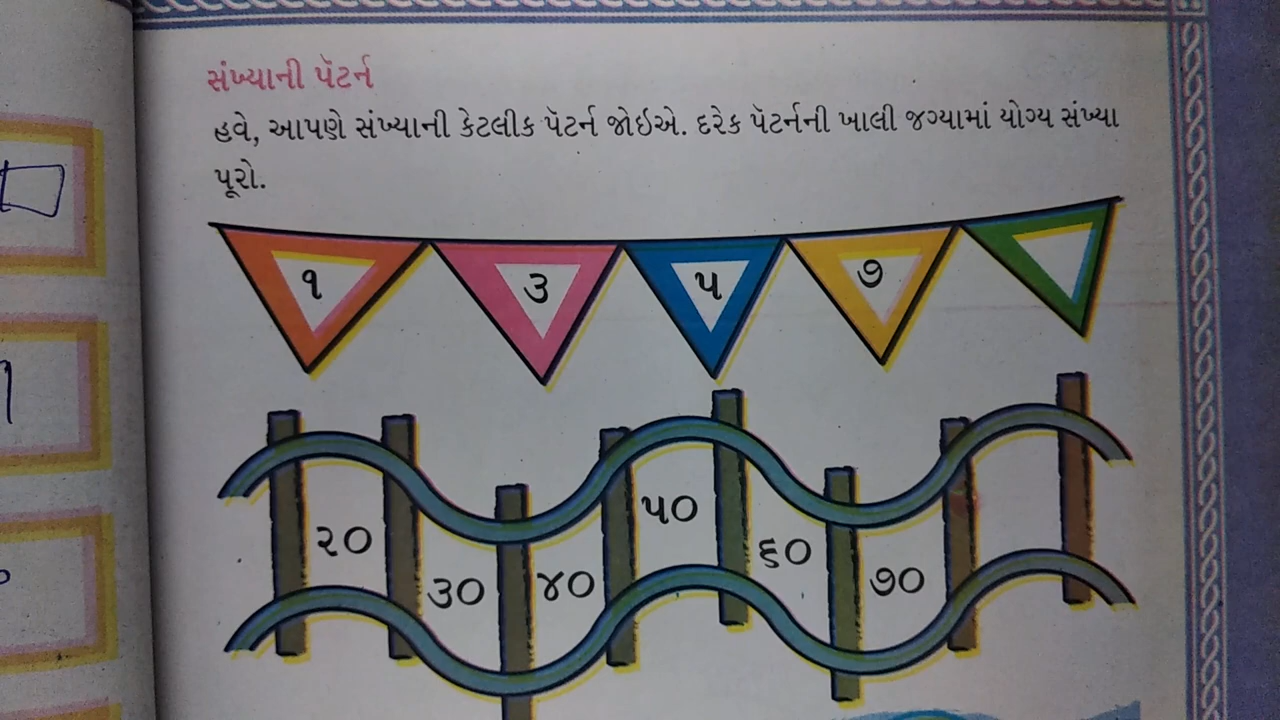 સંખ્યાની પૅટર્ન
હવે, આપણે સંખ્યાની કેટલીક પૅટર્ન જોઈએ. દરેક પૅટર્નની ખાલી જગ્યામાં યોગ્ય સંખ્યા
પૂરો.
૧ ૩ ૫ ૭
૨૦ ૩૦ ૪૦ ૫૦ ૬૦ ૭૦